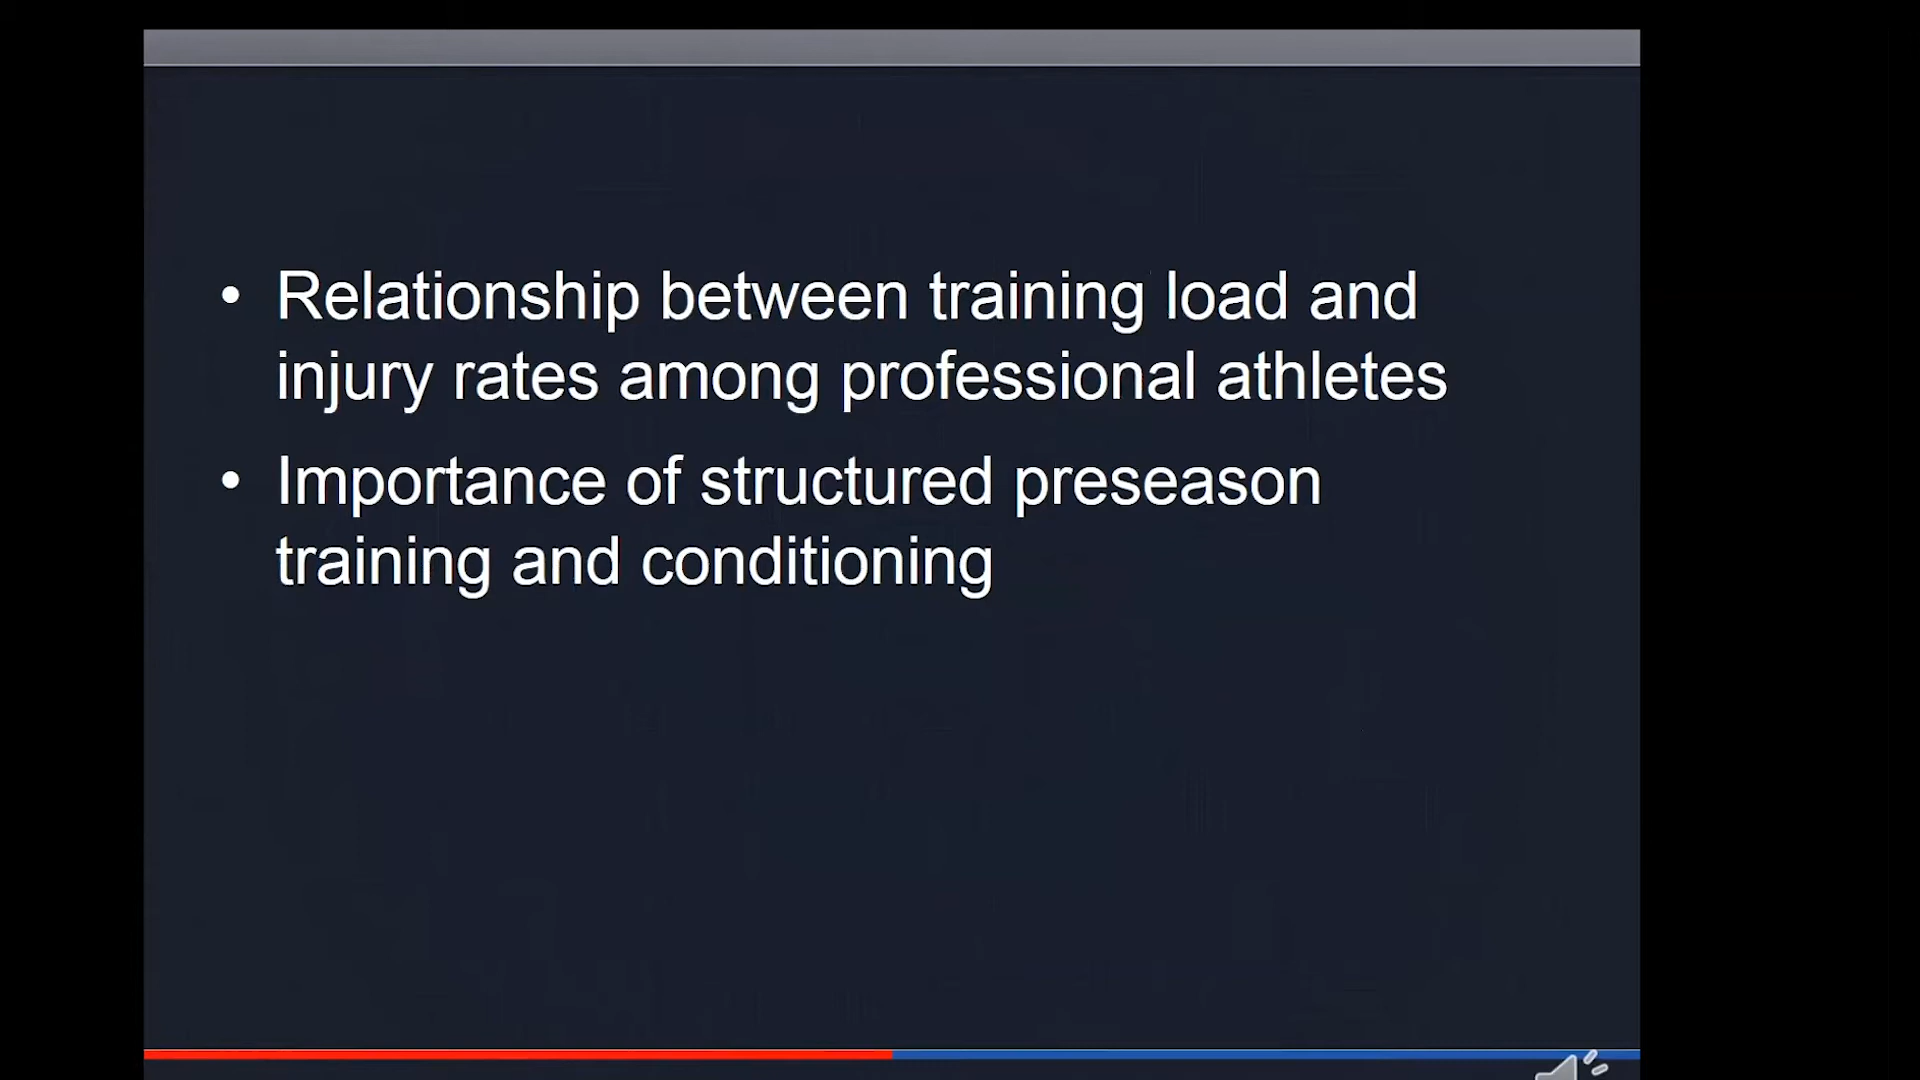 • Relationship between training load and
injury rates among professional athletes
• Importance of structured preseason
training and conditioning